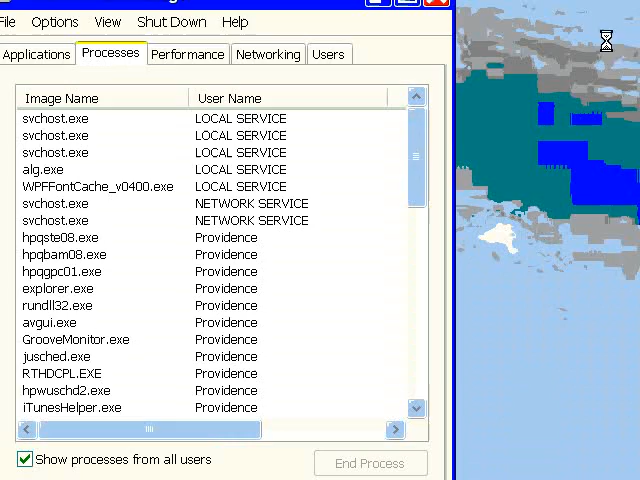 File Options View Shut Down Help
Applications Processes Performance Networking Users
Image Name User Name
svchost.exe LOCAL SERVICE
svchost.exe LOCAL SERVICE
svchost.exe LOCAL SERVICE
alg.exe LOCAL SERVICE
WPFFontCache_v0400.exe LOCAL SERVICE
svchost.exe NETWORK SERVICE
svchost.exe NETWORK SERVICE
hpqste08.exe Providence
hpqbam08.exe Providence
hpqgpc01.exe Providence
explorer.exe Providence
rundll32.exe Providence
avgui.exe Providence
GrooveMonitor.exe Providence
jusched.exe Providence
RTHDCPL.EXE Providence
hpwuschd2.exe Providence
iTunesHelper.exe Providence
Show processes from all users
End Process